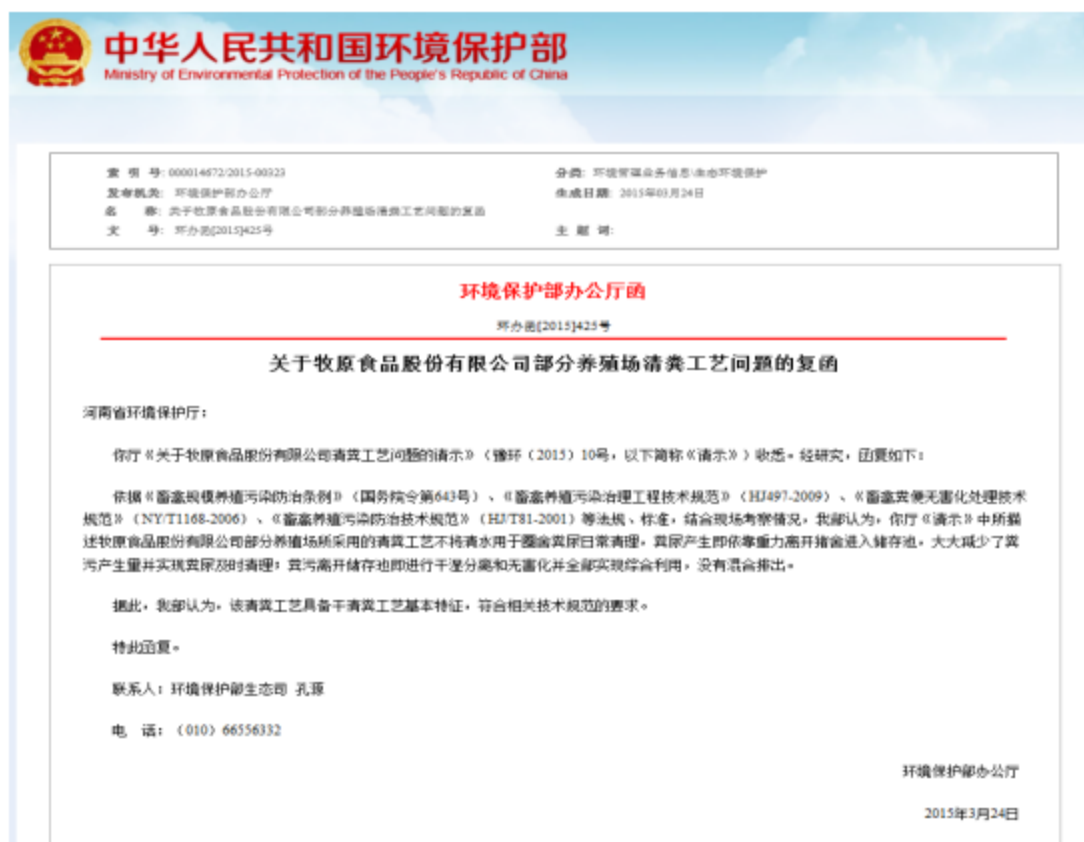 中华人民共和国环境保护部
Ministry of Environmental Protection of the People's Republic of China
索 引 号: 000014672/2015-00323 分类: 环境管理业务信息\生态环境保护
发布机关: 环境保护部办公厅 生成日期: 2015年03月24日
名 称: 关于牧原食品股份有限公司部分养殖场清粪工艺问题的复函
文 号: 环办函[2015]425号 主 题 词:
环境保护部办公厅函
环办函[2015]425号
关于牧原食品股份有限公司部分养殖场清粪工艺问题的复函
河南省环境保护厅：
你厅《关于牧原食品股份有限公司清粪工艺问题的请示》（豫环（2015）10号，以下简称《请示》）收悉。经研究，函复如下：
依据《畜禽规模养殖污染防治条例》（国务院令第643号）、《畜禽养殖污染治理工程技术规范》（HJ497-2009）、《畜禽粪便无害化处理技术
规范》（NY/T1168-2006）、《畜禽养殖污染防治技术规范》（HJ/T81-2001）等法规、标准，结合现场考察情况，我部认为，你厅《请示》中所描
述牧原食品股份有限公司部分养殖场所采用的清粪工艺不将清水用于圈舍粪尿日常清理，粪尿产生即依靠重力离开猪舍进入储存池，大大减少了粪
污产生量并实现粪尿及时清理；粪污离开储存池即进行干湿分离和无害化并全部实现综合利用，没有混合排出。
据此，我部认为，该清粪工艺具备干清粪工艺基本特征，符合相关技术规范的要求。
特此函复。
联系人：环境保护部生态司 孔源
电 话：（010）66556332
环境保护部办公厅
2015年3月24日